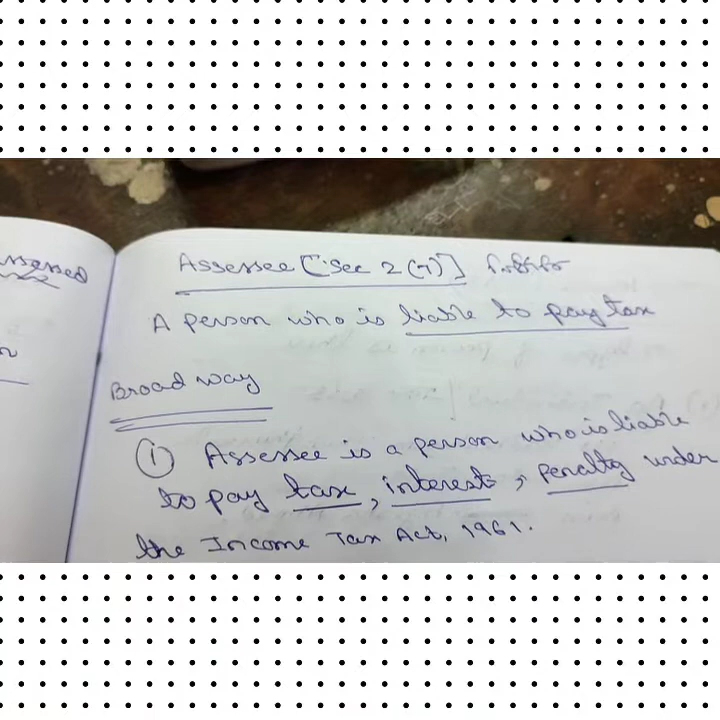 Assessee [Sec 2 (7)]
A person who is liable to pay tax
Broad way
① Assessee is a person who is liable
to pay tax, interest, penalty under
the Income Tax Act, 1961.